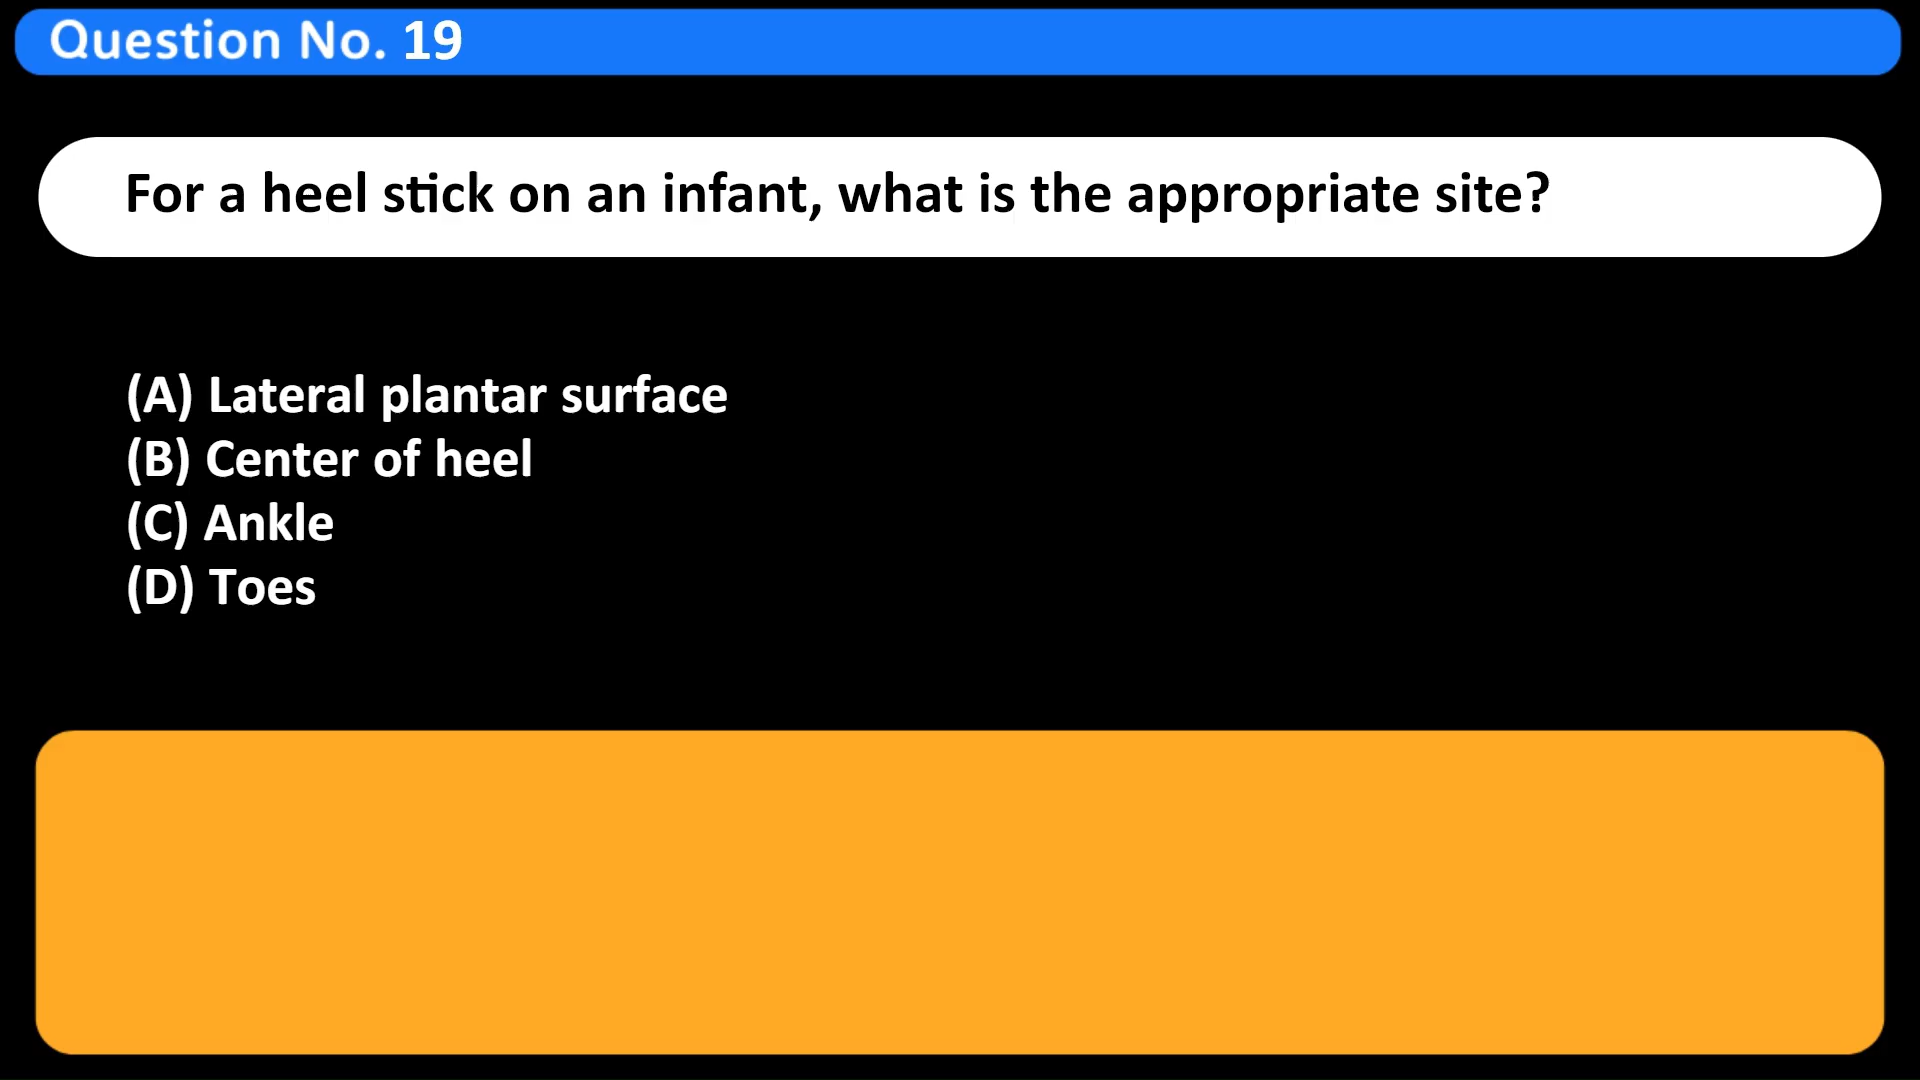 Question No. 19
For a heel stick on an infant, what is the appropriate site?
(A) Lateral plantar surface
(B) Center of heel
(C) Ankle
(D) Toes